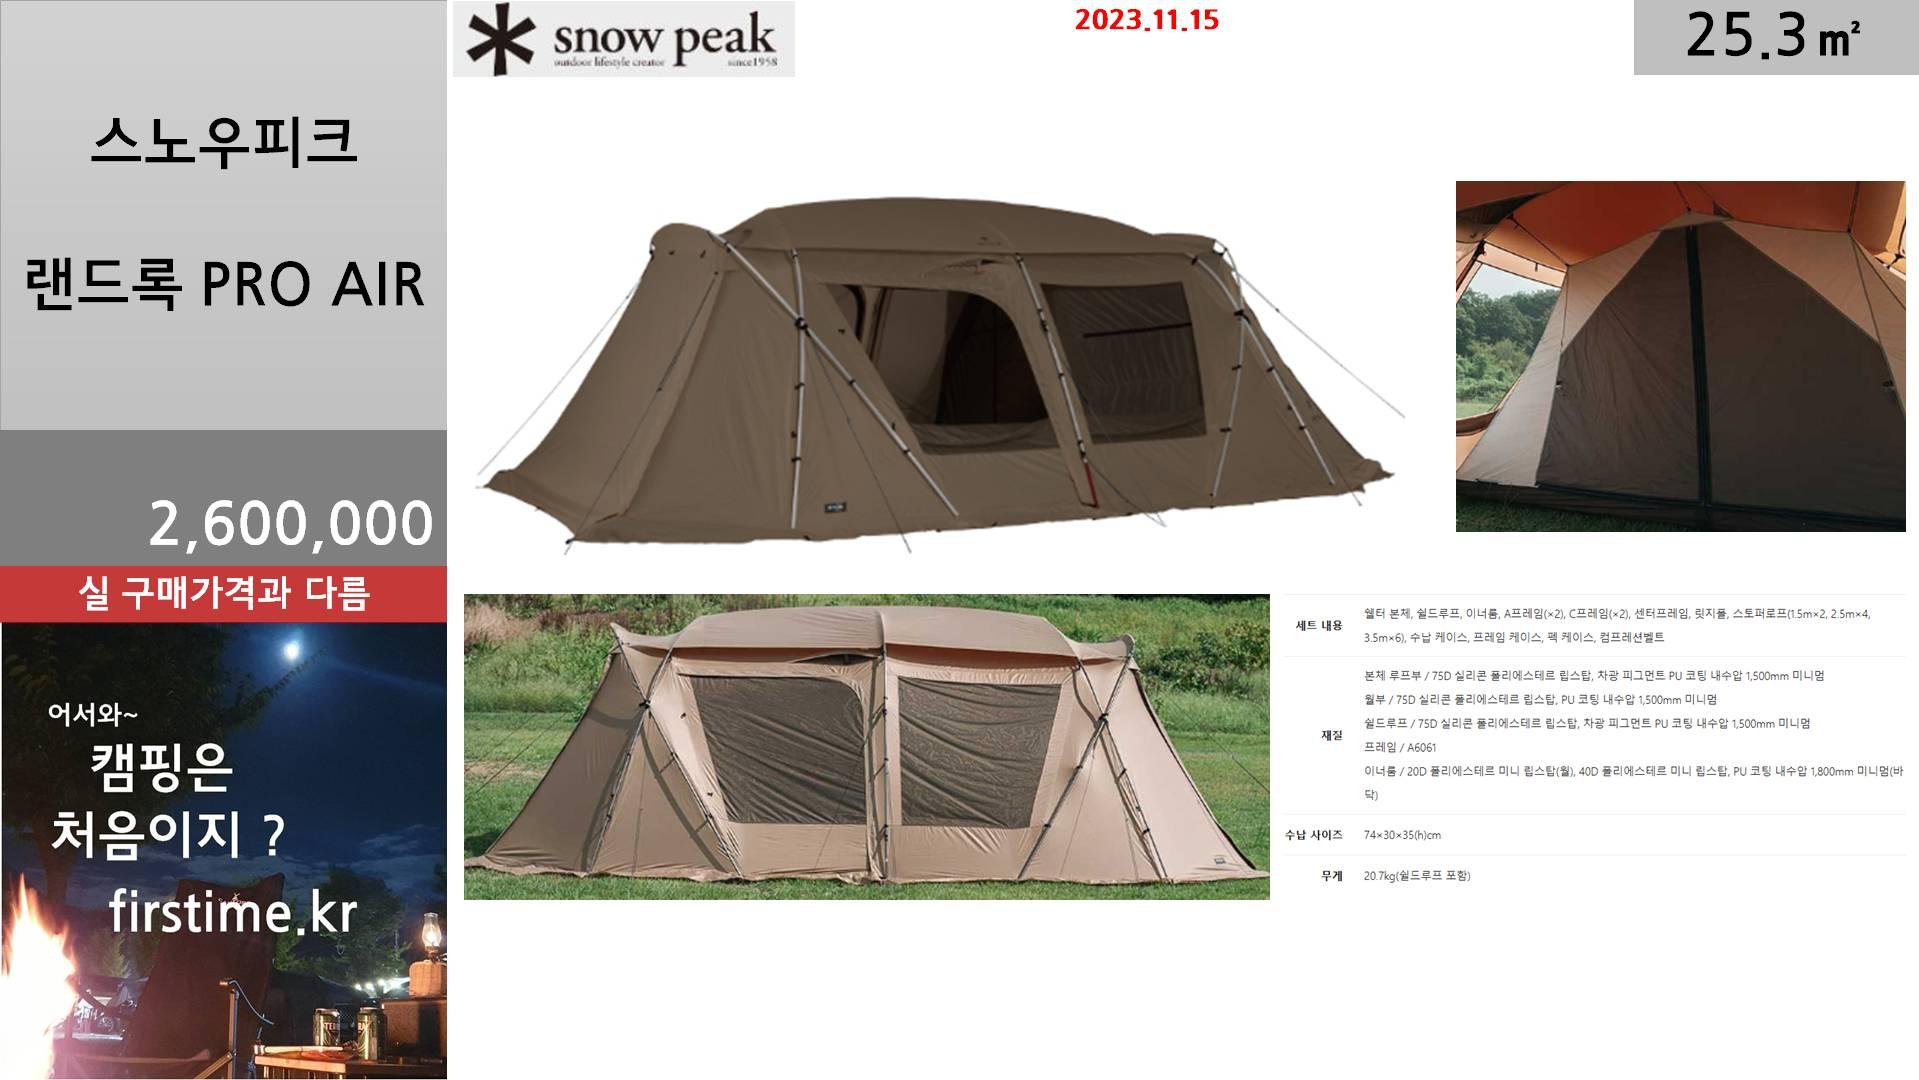 스노우피크
랜드록 PRO AIR
2,600,000
실 구매가격과 다름
어서와~
캠핑은
처음이지 ?
firstime.kr
snow peak
outdoor lifestyle creator
since1958
2023.11.15
25.3㎡
세트 내용
쉘터 본체, 쉴드루프, 이너룸, A프레임(×2), C프레임(×2), 센터프레임, 릿지폴, 스토퍼로프(1.5m×2, 2.5m×4,
3.5m×6), 수납 케이스, 프레임 케이스, 팩 케이스, 컴프레션벨트
재질
본체 루프부 / 75D 실리콘 폴리에스테르 립스탑, 차광 피그먼트 PU 코팅 내수압 1,500mm 미니멈
월부 / 75D 실리콘 폴리에스테르 립스탑, PU 코팅 내수압 1,500mm 미니멈
쉴드루프 / 75D 실리콘 폴리에스테르 립스탑, 차광 피그먼트 PU 코팅 내수압 1,500mm 미니멈
프레임 / A6061
이너룸 / 20D 폴리에스테르 미니 립스탑(월), 40D 폴리에스테르 미니 립스탑, PU 코팅 내수압 1,800mm 미니멈(바
닥)
수납 사이즈
74×30×35(h)cm
무게
20.7kg(쉴드루프 포함)